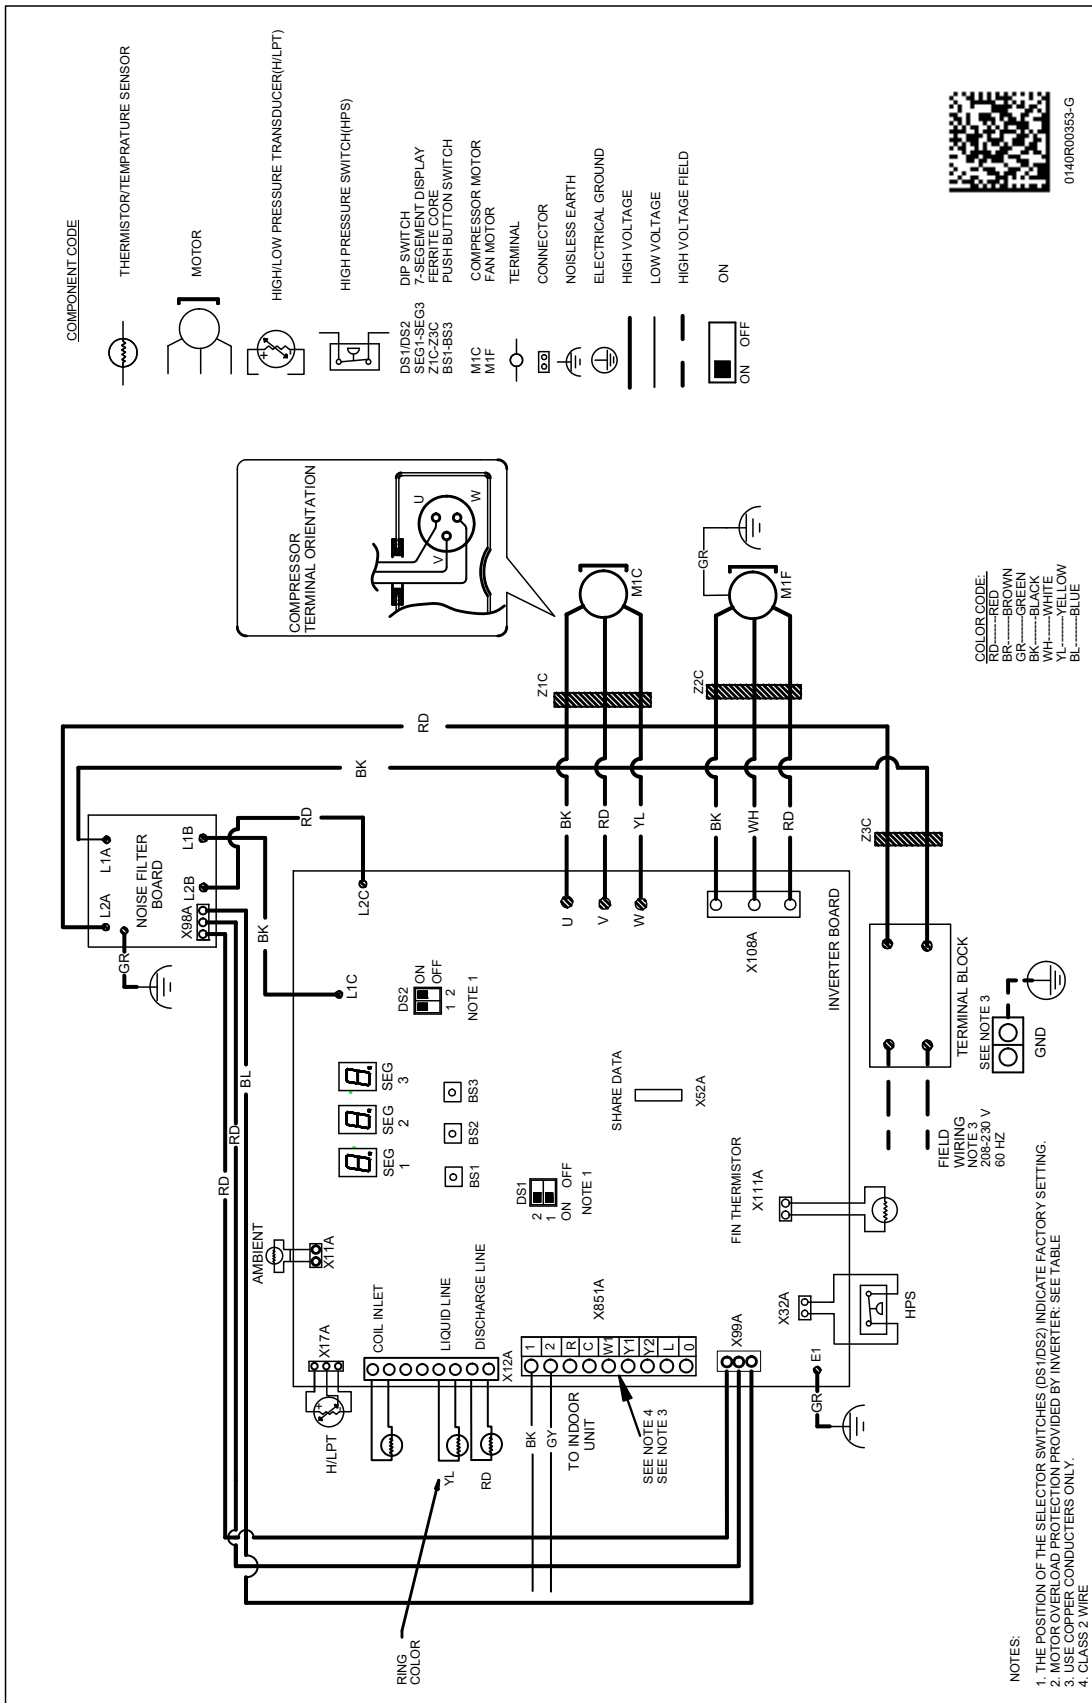 COMPONENT CODE
THERMISTOR/TEMPRATURE SENSOR
MOTOR
HIGH/LOW PRESSURE TRANSDUCER(H/LPT)
HIGH PRESSURE SWITCH(HPS)
DS1/DS2 DIP SWITCH
SEG1-SEG3 7-SEGEMENT DISPLAY
Z1C-Z3C FERRITE CORE
BS1-BS3 PUSH BUTTON SWITCH
M1C COMPRESSOR MOTOR
M1F FAN MOTOR
TERMINAL
CONNECTOR
NOISLESS EARTH
ELECTRICAL GROUND
HIGH VOLTAGE
LOW VOLTAGE
HIGH VOLTAGE FIELD
ON OFF
ON
0140R00353-G
COMPRESSOR
TERMINAL ORIENTATION
U
V
W
M1C
Z1C
BK
RD
YL
U
V
W
M1F
GR
Z2C
BK
WH
RD
X108A
INVERTER BOARD
RD
BK
L2A
L1A
NOISE FILTER
BOARD
X98A
L2B
L1B
GR
RD
BK
L2C
L1C
RD
RD
BL
DS2
ON
OFF
1 2
NOTE 1
SEG
1
SEG
2
SEG
3
BS1
BS2
BS3
DS1
2
1
ON OFF
NOTE 1
SHARE DATA
X52A
AMBIENT
X11A
X17A
H/LPT
COIL INLET
LIQUID LINE
DISCHARGE LINE
X12A
YL
RD
RING
COLOR
X851A
1
2
R
C
W1
Y1
Y2
L
0
BK
GY
TO INDOOR
UNIT
SEE NOTE 4
SEE NOTE 3
X99A
E1
GR
X32A
HPS
FIN THERMISTOR
X111A
Z3C
TERMINAL BLOCK
SEE NOTE 3
GND
FIELD
WIRING
NOTE 3
208-230 V
60 HZ
COLOR CODE:
RD-------RED
BR-------BROWN
GR-------GREEN
BK-------BLACK
WH-------WHITE
YL-------YELLOW
BL-------BLUE
NOTES:
1. THE POSITION OF THE SELECTOR SWITCHES (DS1/DS2) INDICATE FACTORY SETTING.
2. MOTOR OVERLOAD PROTECTION PROVIDED BY INVERTER: SEE TABLE
3. USE COPPER CONDUCTERS ONLY.
4. CLASS 2 WIRE